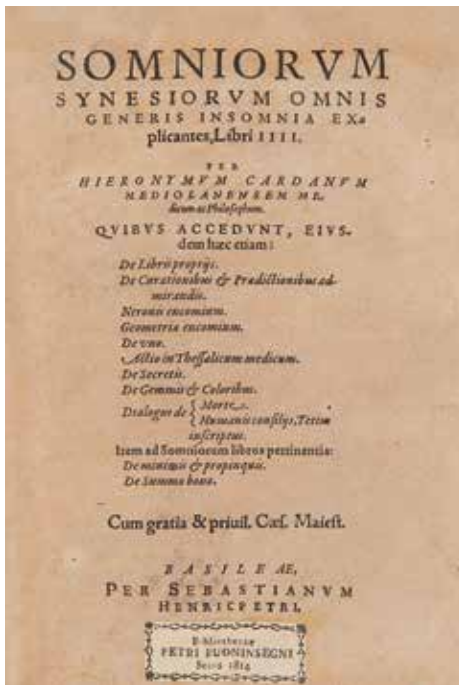 SOMNIORVM
SYNESIORVM OMNIS
GENERIS INSOMNIA EX⸗
plicantes, Libri IIII.
PER
HIERONYMVM CARDANVM
MEDIOLANENSEM ME⸗
dicum ac Philosophum.
QVIBVS ACCEDVNT, EIVS⸗
dem hæc etiam:
De Libris proprijs.
De Curationibus & Prædictionibus ad⸗
mirandis.
Neronis encomium.
Geometriæ encomium.
De vno.
Actio in Thessalicum medicum.
De Secretis.
De Gemmis & Coloribus.
Dialogus de { Morte.
Humanis consilijs, Tetim
inscriptus.
Item ad Somniorum libros pertinentia:
De minimis & propinquis.
De Summo bono.
Cum gratia & priuil. Cæs. Maiest.
BASILEAE,
PER SEBASTIANVM
HENRICPETRI.
Bibliothecæ
PETRI BUONINSEGNI
Senis 1814